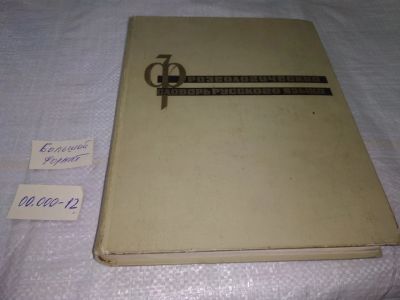 ФРАЗЕОЛОГИЧЕСКИЙ
СЛОВАРЬ РУССКОГО ЯЗЫКА
Большой
формат
00.000-12